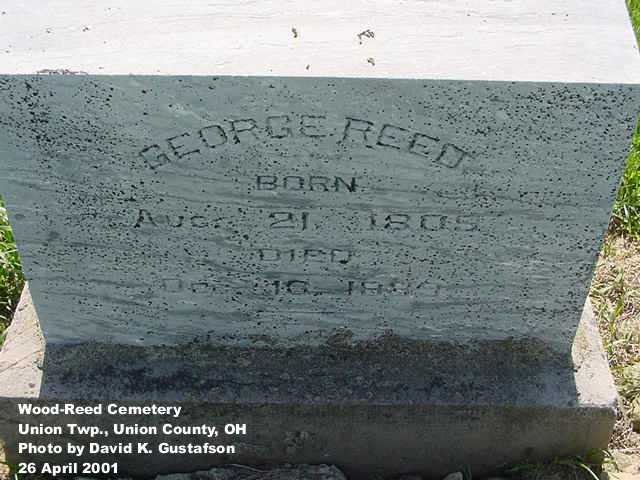 GEORGE REED
BORN
AUG. 21, 1805
DIED
16,
Wood-Reed Cemetery
Union Twp., Union County, OH
Photo by David K. Gustafson
26 April 2001